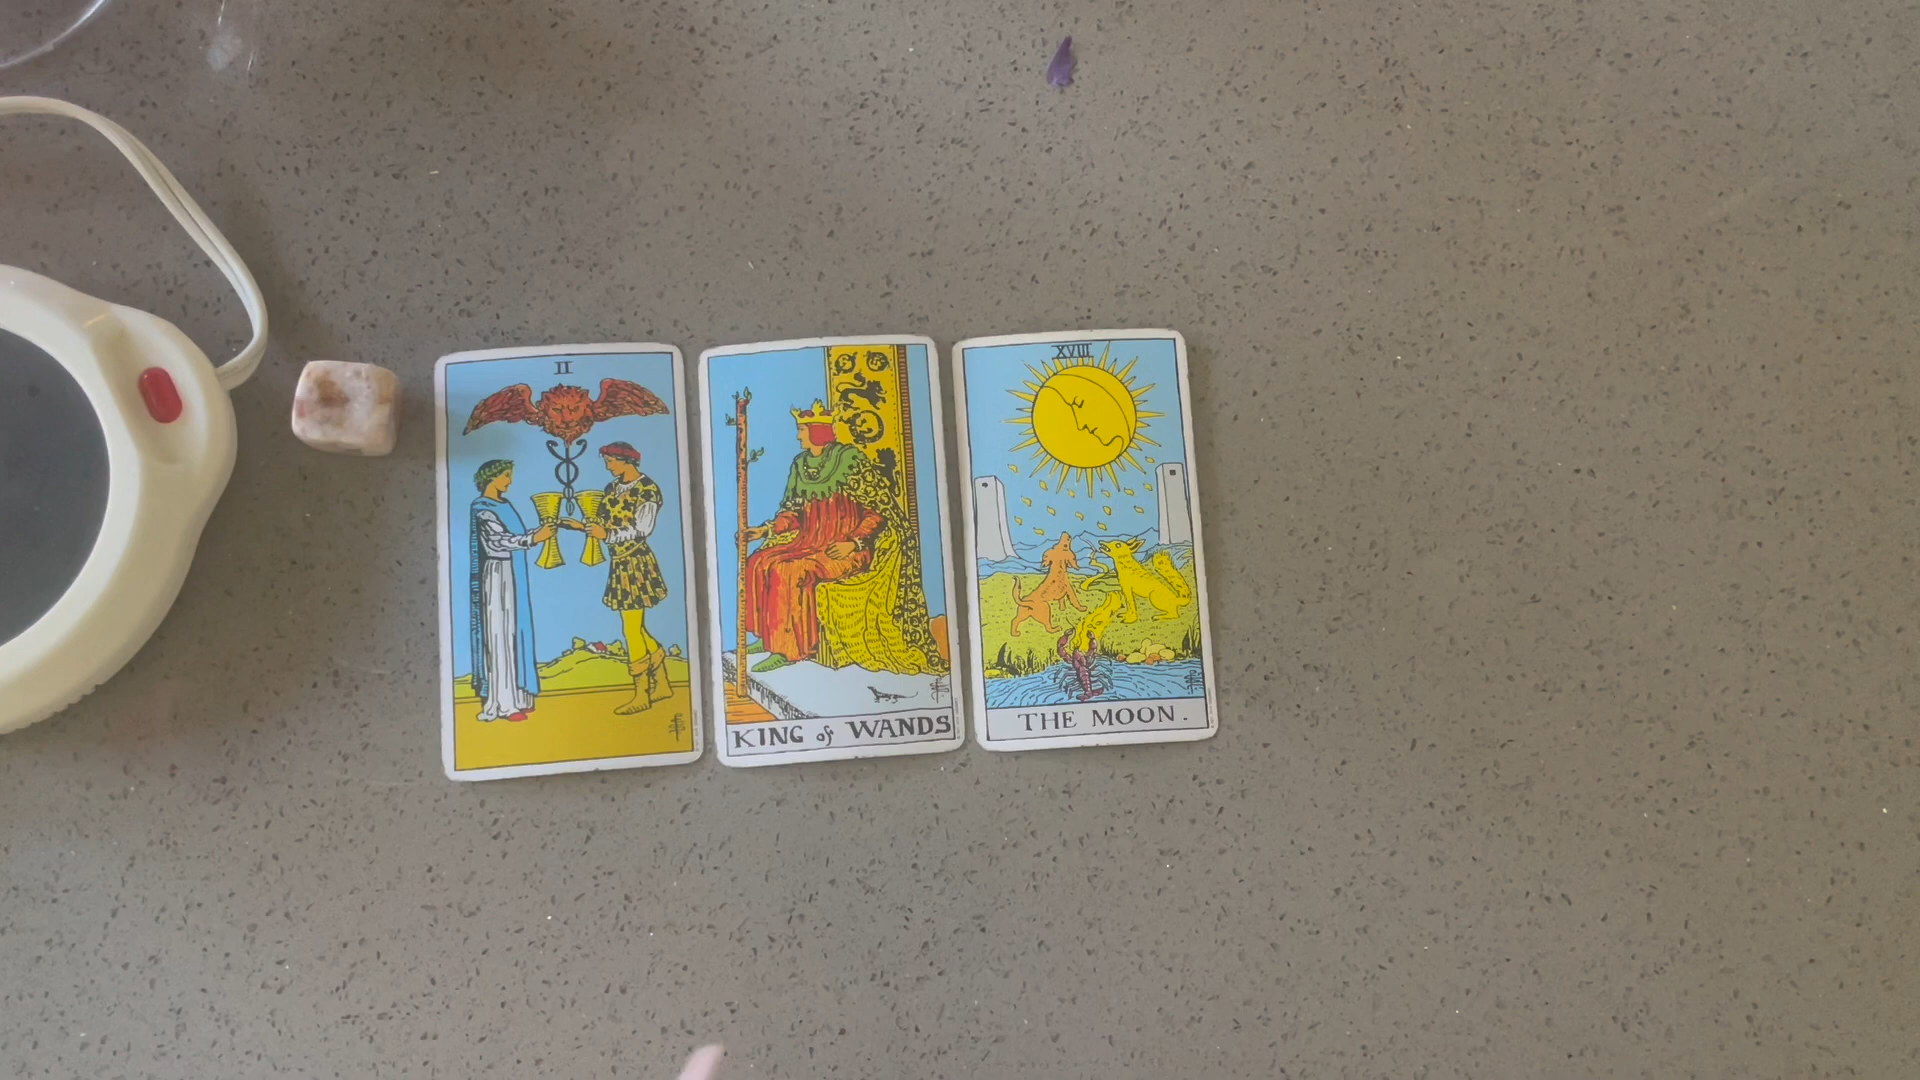 II
KING of WANDS
XVIII
THE MOON.